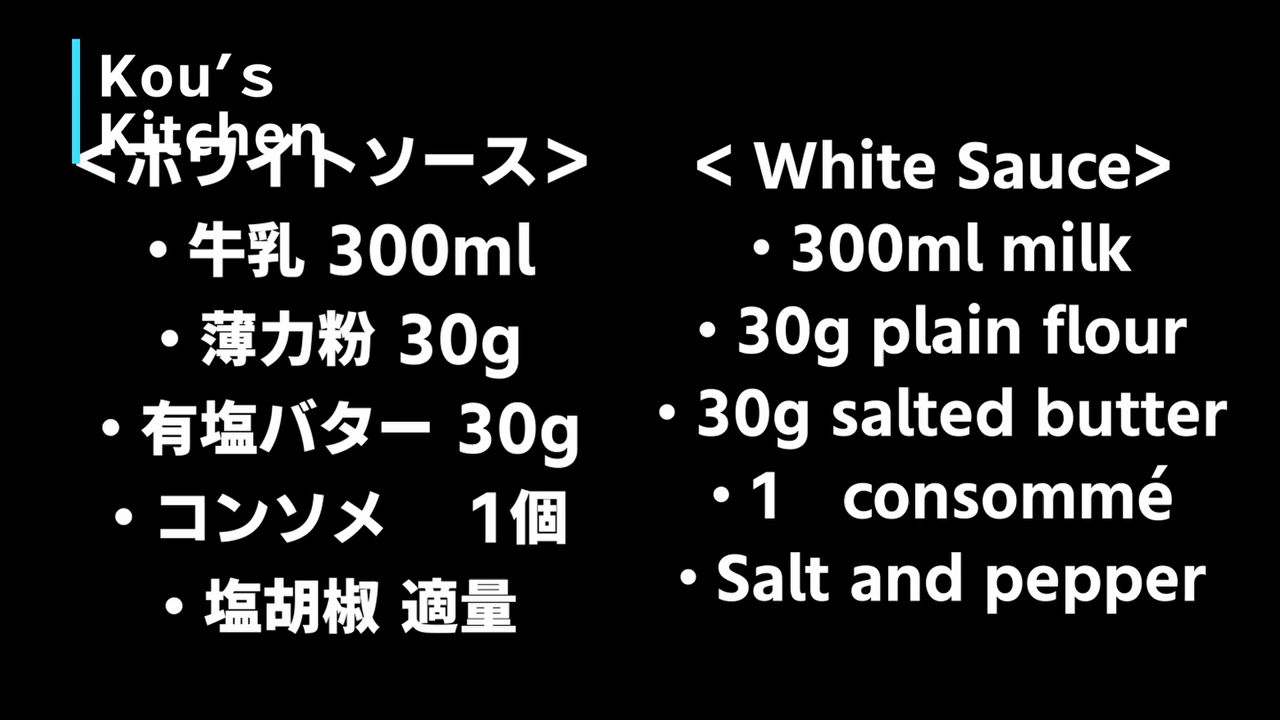 Kou's
Kitchen
<ホワイトソース>
・牛乳 300ml
・薄力粉 30g
・有塩バター 30g
・コンソメ　1個
・塩胡椒 適量
< White Sauce>
・300ml milk
・30g plain flour
・30g salted butter
・1　consommé
・Salt and pepper